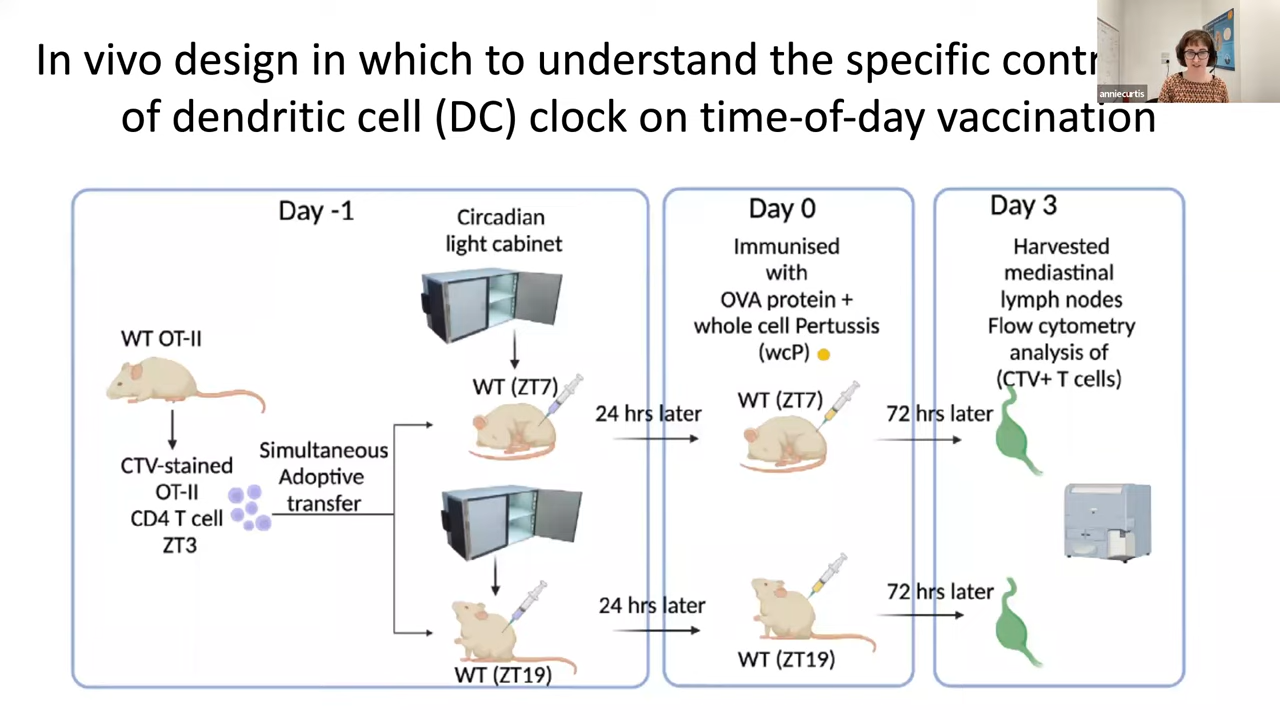 In vivo design in which to understand the specific contr
of dendritic cell (DC) clock on time-of-day vaccination
anniecurtis
Day -1
Circadian
light cabinet
WT OT-II
CTV-stained
OT-II
CD4 T cell
ZT3
Simultaneous
Adoptive
transfer
WT (ZT7)
WT (ZT19)
24 hrs later
24 hrs later
Day 0
Immunised
with
OVA protein +
whole cell Pertussis
(wcP)
WT (ZT7)
WT (ZT19)
72 hrs later
72 hrs later
Day 3
Harvested
mediastinal
lymph nodes
Flow cytometry
analysis of
(CTV+ T cells)